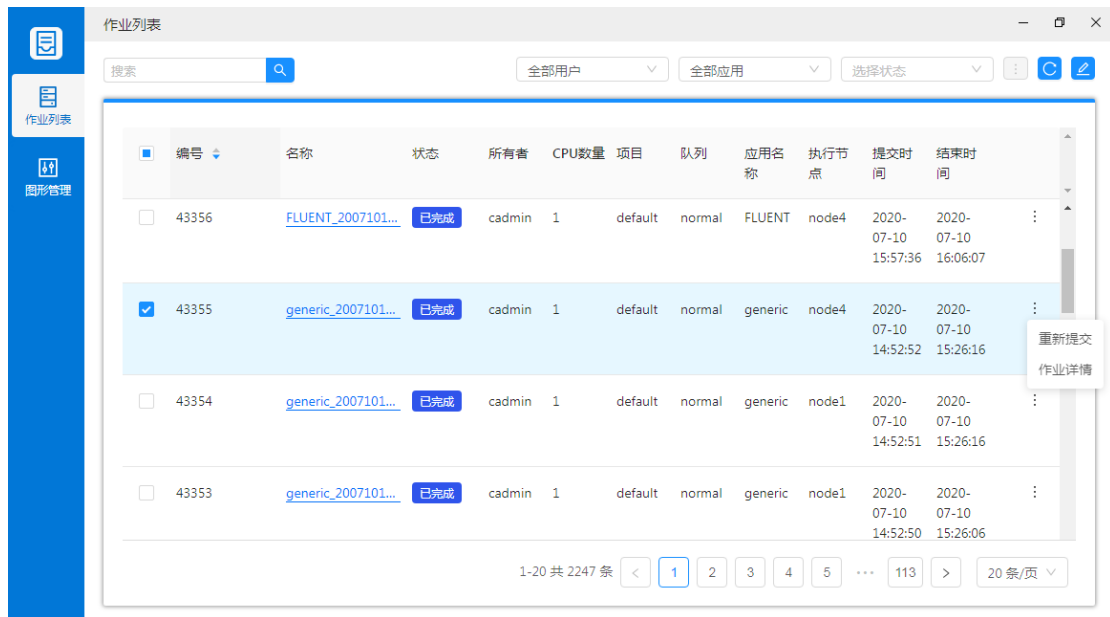 作业列表
搜索
全部用户
全部应用
选择状态
作业列表
图形管理
编号 名称 状态 所有者 CPU数量 项目 队列 应用名 执行节 提交时 结束时
称 点 间 间
43356 FLUENT_2007101... 已完成 cadmin 1 default normal FLUENT node4 2020- 2020-
07-10 07-10
15:57:36 16:06:07
43355 generic_2007101... 已完成 cadmin 1 default normal generic node4 2020- 2020-
07-10 07-10
14:52:52 15:26:16
重新提交
作业详情
43354 generic_2007101... 已完成 cadmin 1 default normal generic node1 2020- 2020-
07-10 07-10
14:52:51 15:26:16
43353 generic_2007101... 已完成 cadmin 1 default normal generic node1 2020- 2020-
07-10 07-10
14:52:50 15:26:06
1-20 共 2247 条 < 1 2 3 4 5 ••• 113 > 20 条/页